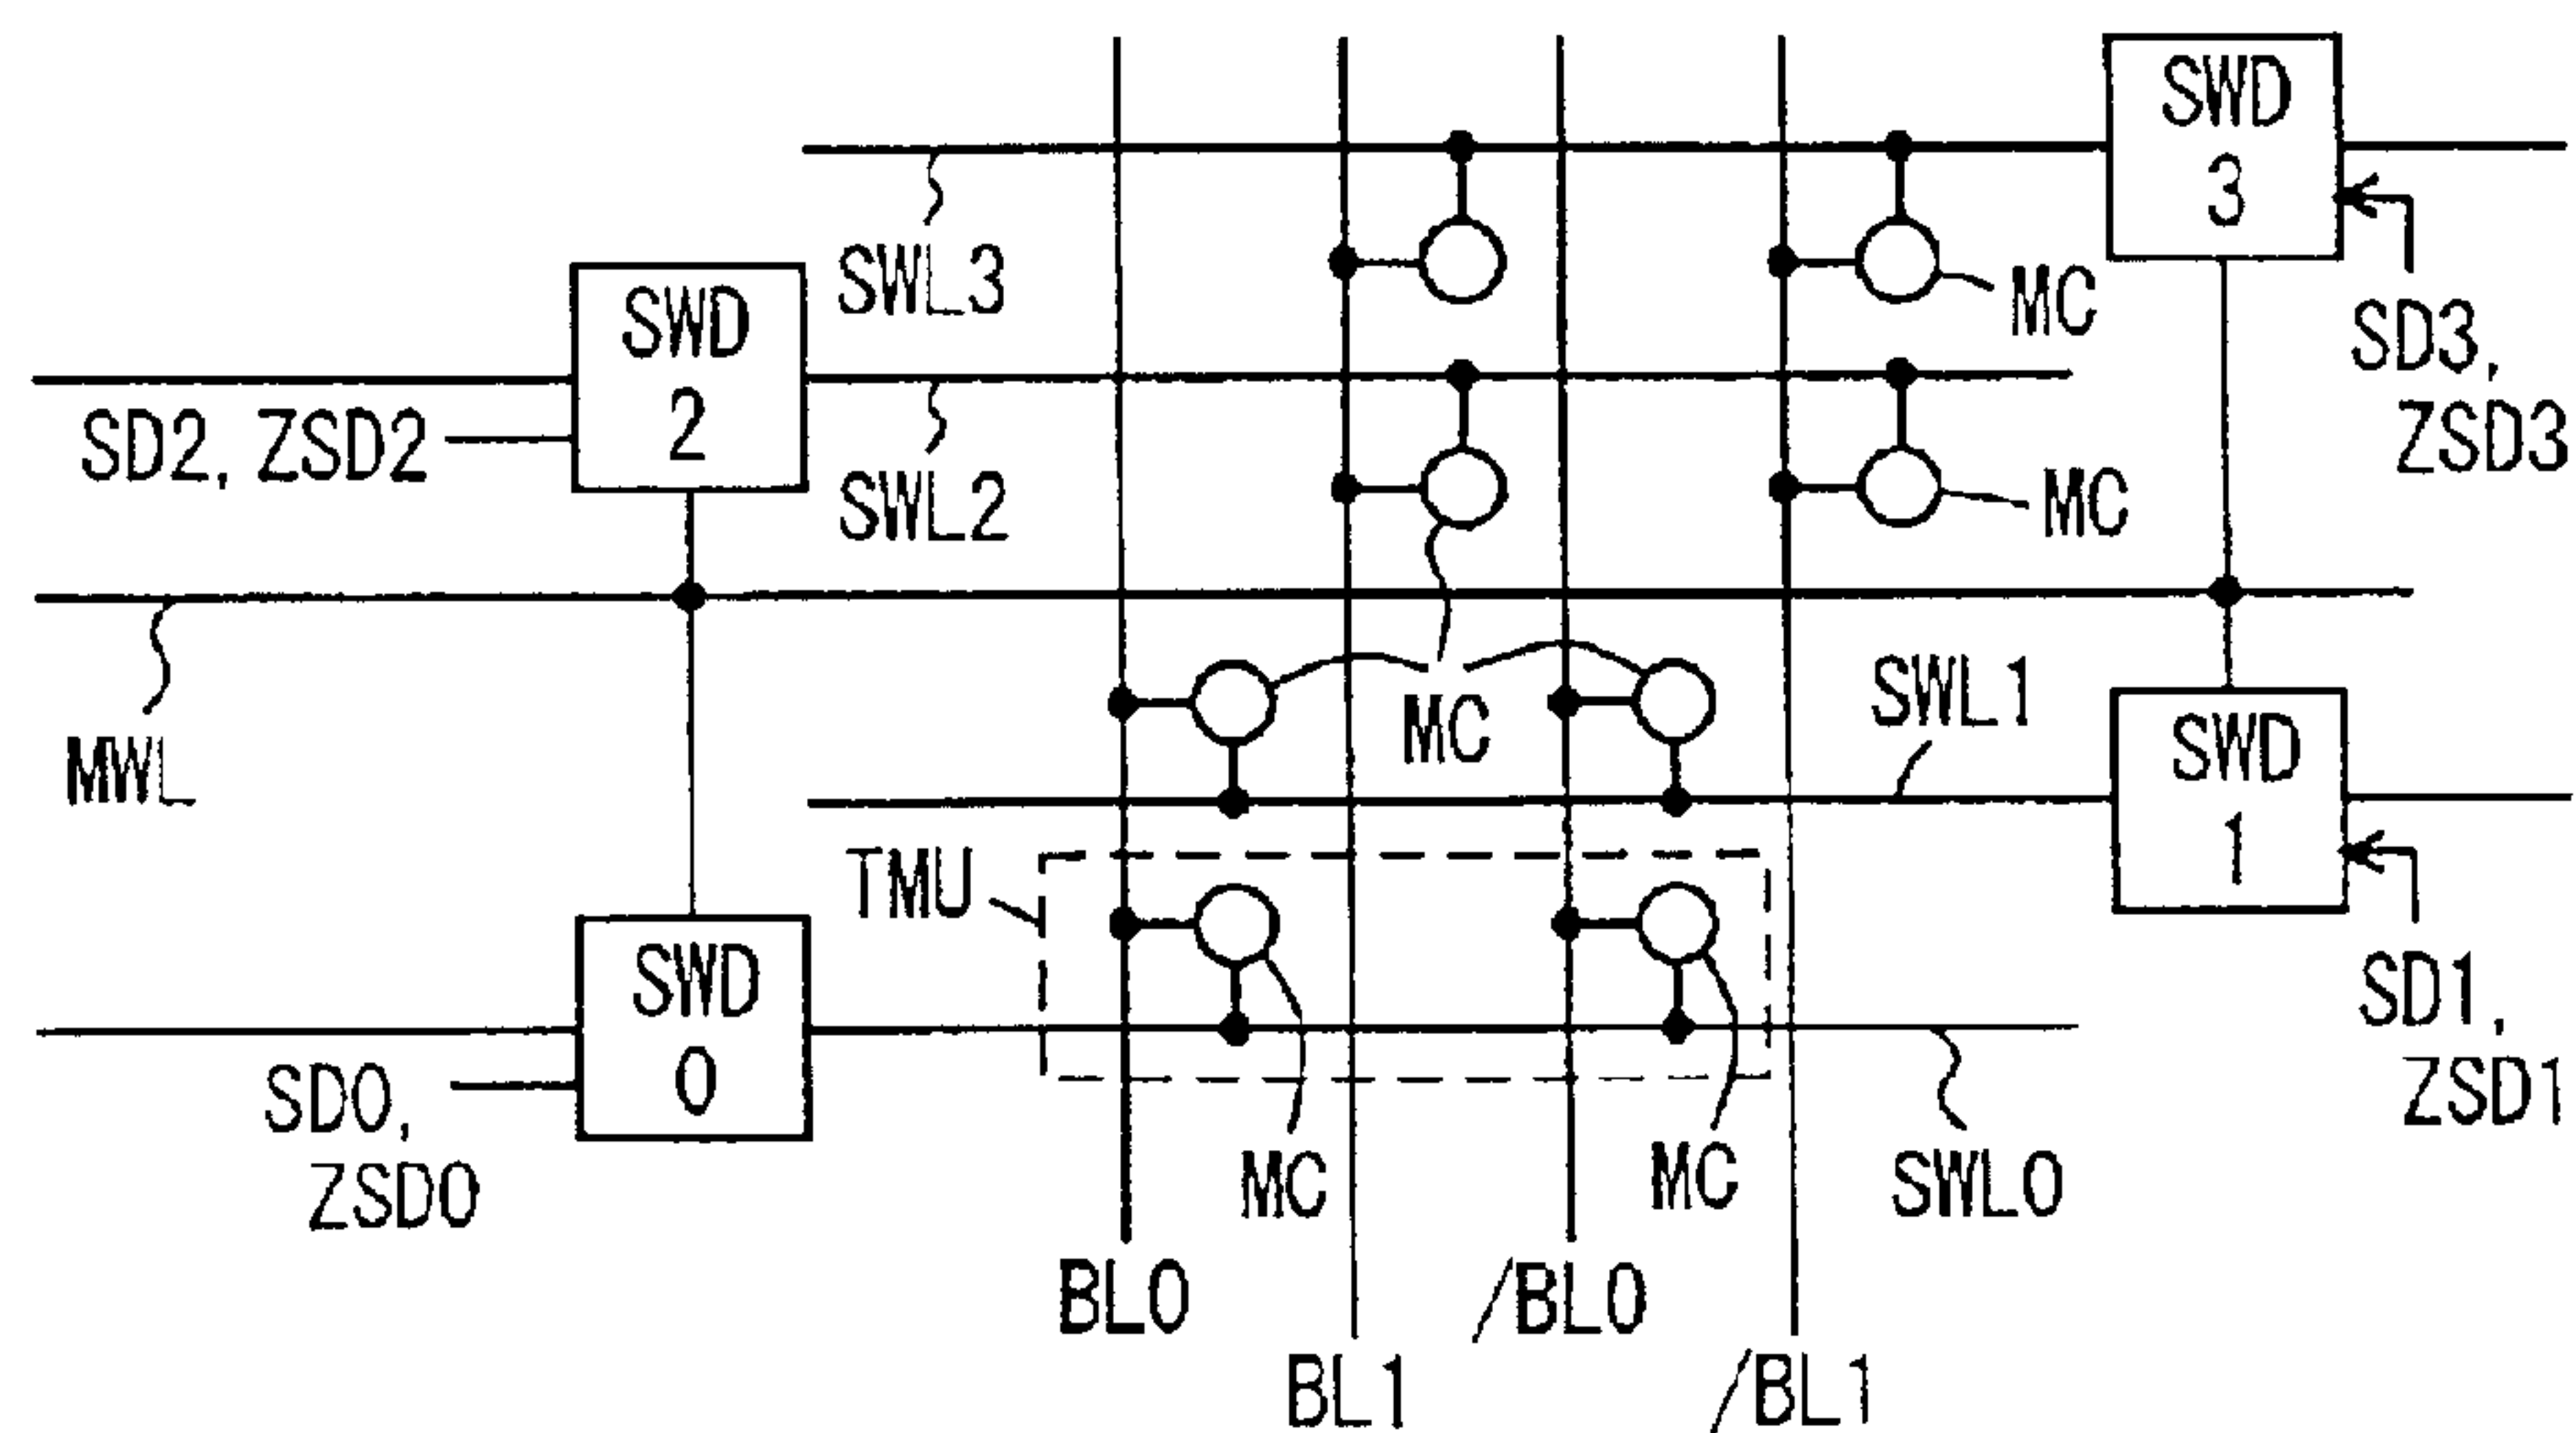 SWD
3
SWL3
SWD
2
MC
SD3,
ZSD3
SD2, ZSD2
SWL2
MC
MWL
MC
SWL1
SWD
1
TMU
SWD
0
SD0,
ZSD0
MC
MC
SWL0
SD1,
ZSD1
BL0
/BL0
BL1
/BL1